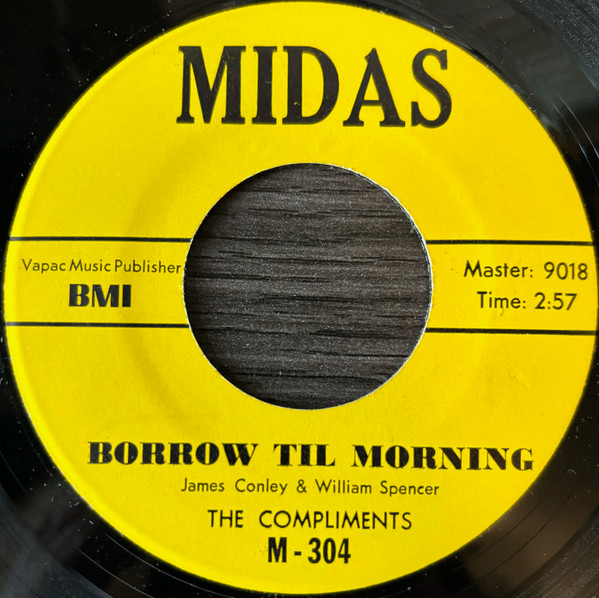 MIDAS
Vapac Music Publisher
BMI
Master: 9018
Time: 2:57
BORROW TIL MORNING
James Conley & William Spencer
THE COMPLIMENTS
M-304